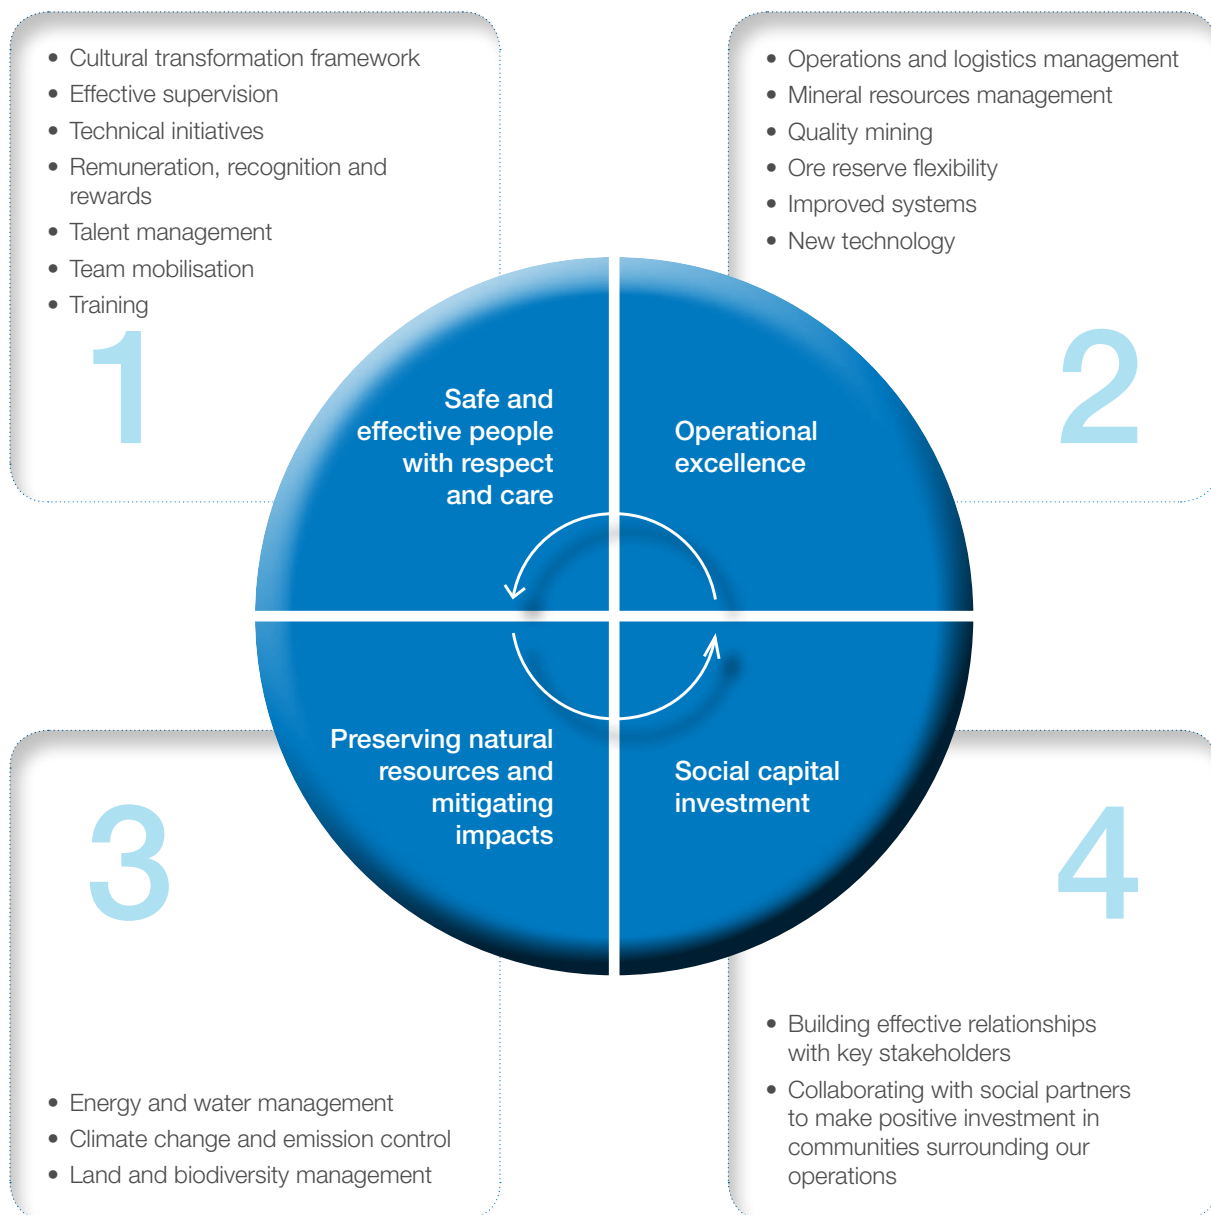 • Cultural transformation framework
• Effective supervision
• Technical initiatives
• Remuneration, recognition and
rewards
• Talent management
• Team mobilisation
• Training
1
• Operations and logistics management
• Mineral resources management
• Quality mining
• Ore reserve flexibility
• Improved systems
• New technology
2
Safe and
effective people
with respect
and care
Operational
excellence
Preserving natural
resources and
mitigating
impacts
Social capital
investment
3
• Energy and water management
• Climate change and emission control
• Land and biodiversity management
4
• Building effective relationships
with key stakeholders
• Collaborating with social partners
to make positive investment in
communities surrounding our
operations